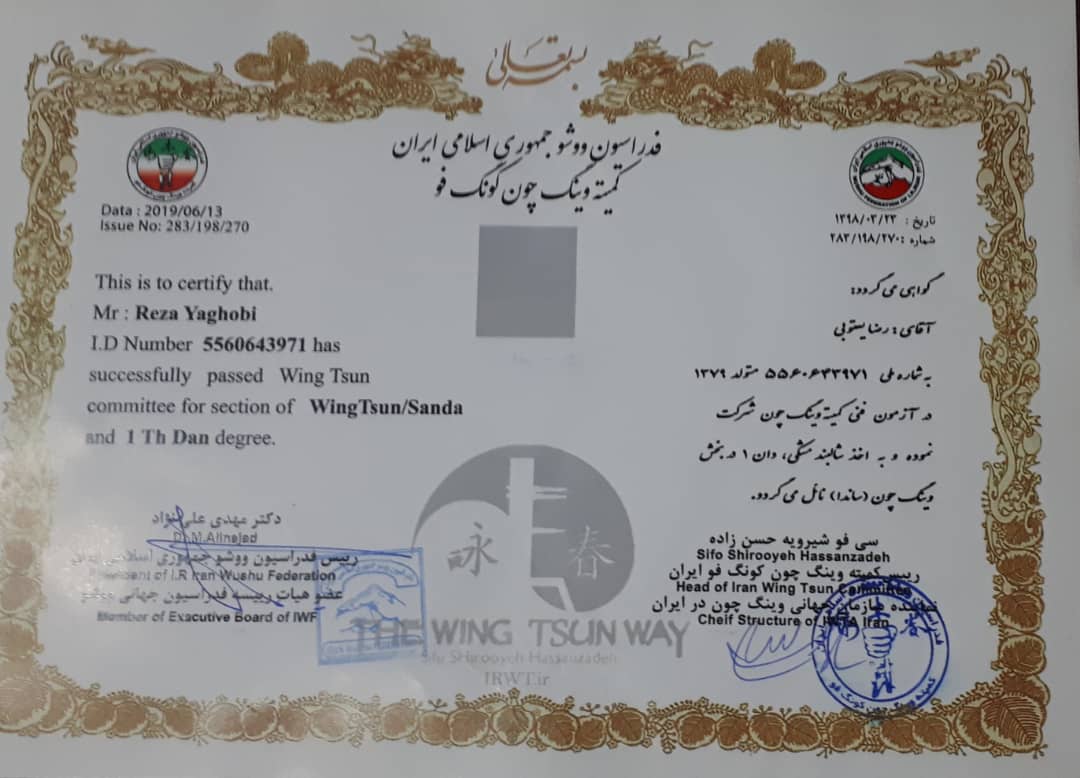 بسمه تعالی
فدراسیون ووشو جمهوری اسلامی ایران
کمیته وینگ چون کونگ فو
Data : 2019/06/13
Issue No: 283/198/270
تاریخ : ۱۳۹۸/۰۳/۲۳
شماره : ۲۸۳/۱۹۸/۲۷۰
This is to certify that.
Mr : Reza Yaghobi
I.D Number 5560643971 has
successfully passed Wing Tsun
committee for section of WingTsun/Sanda
and 1 Th Dan degree.
گواهی می گردد:
آقای : رضا یعقوبی
به شماره ملی ۵۵۶۰۶۴۳۹۷۱ متولد ۱۳۷۹
در آزمون فنی کمیته وینگ چون شرکت
نموده و به اخذ شالبند مشکی، دان ۱ در بخش
وینگ چون (ساندا) نائل می گردد.
دکتر مهدی علی نژاد
Dr.M.Alinejad
رییس فدراسیون ووشو جمهوری اسلامی ایران
President of I.R Iran Wushu Federation
عضو هیات رییسه فدراسیون جهانی ووشو
Member of Exacutive Board of IWF
سی فو شیرویه حسن زاده
Sifo Shirooyeh Hassanzadeh
رییس کمیته وینگ چون کونگ فو ایران
Head of Iran Wing Tsun Committee
نماینده سازمان جهانی وینگ چون در ایران
Cheif Structure of Iran
詠 春
THE WING TSUN WAY
Sifo SHirooyeh Hassanzadeh
IRWT.ir